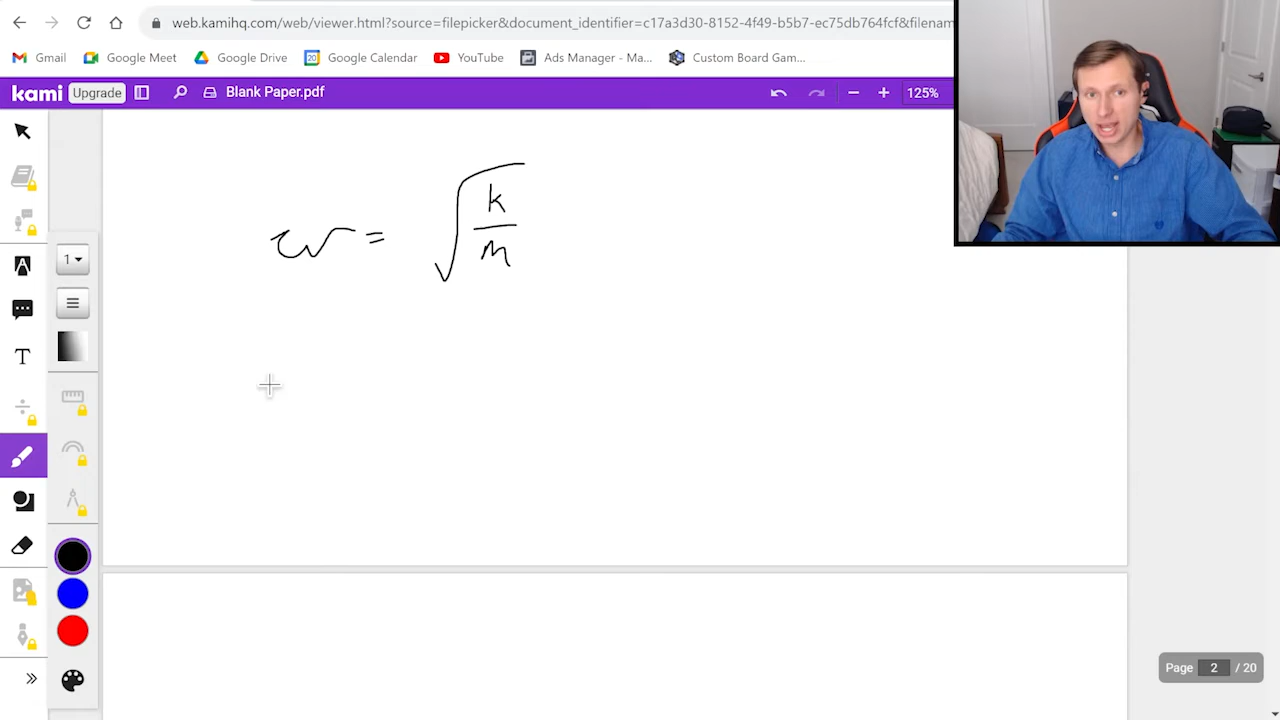 web.kamihq.com/web/viewer.html?source=filepicker&document_identifier=c17a3d30-8152-4f49-b5b7-ec75db764fcf&filenam
Gmail Google Meet Google Drive 20 Google Calendar YouTube Ads Manager - Ma... Custom Board Gam...
kami Upgrade Blank Paper.pdf 125%
ω = √(k/m)
1
A
T
Page 2 / 20